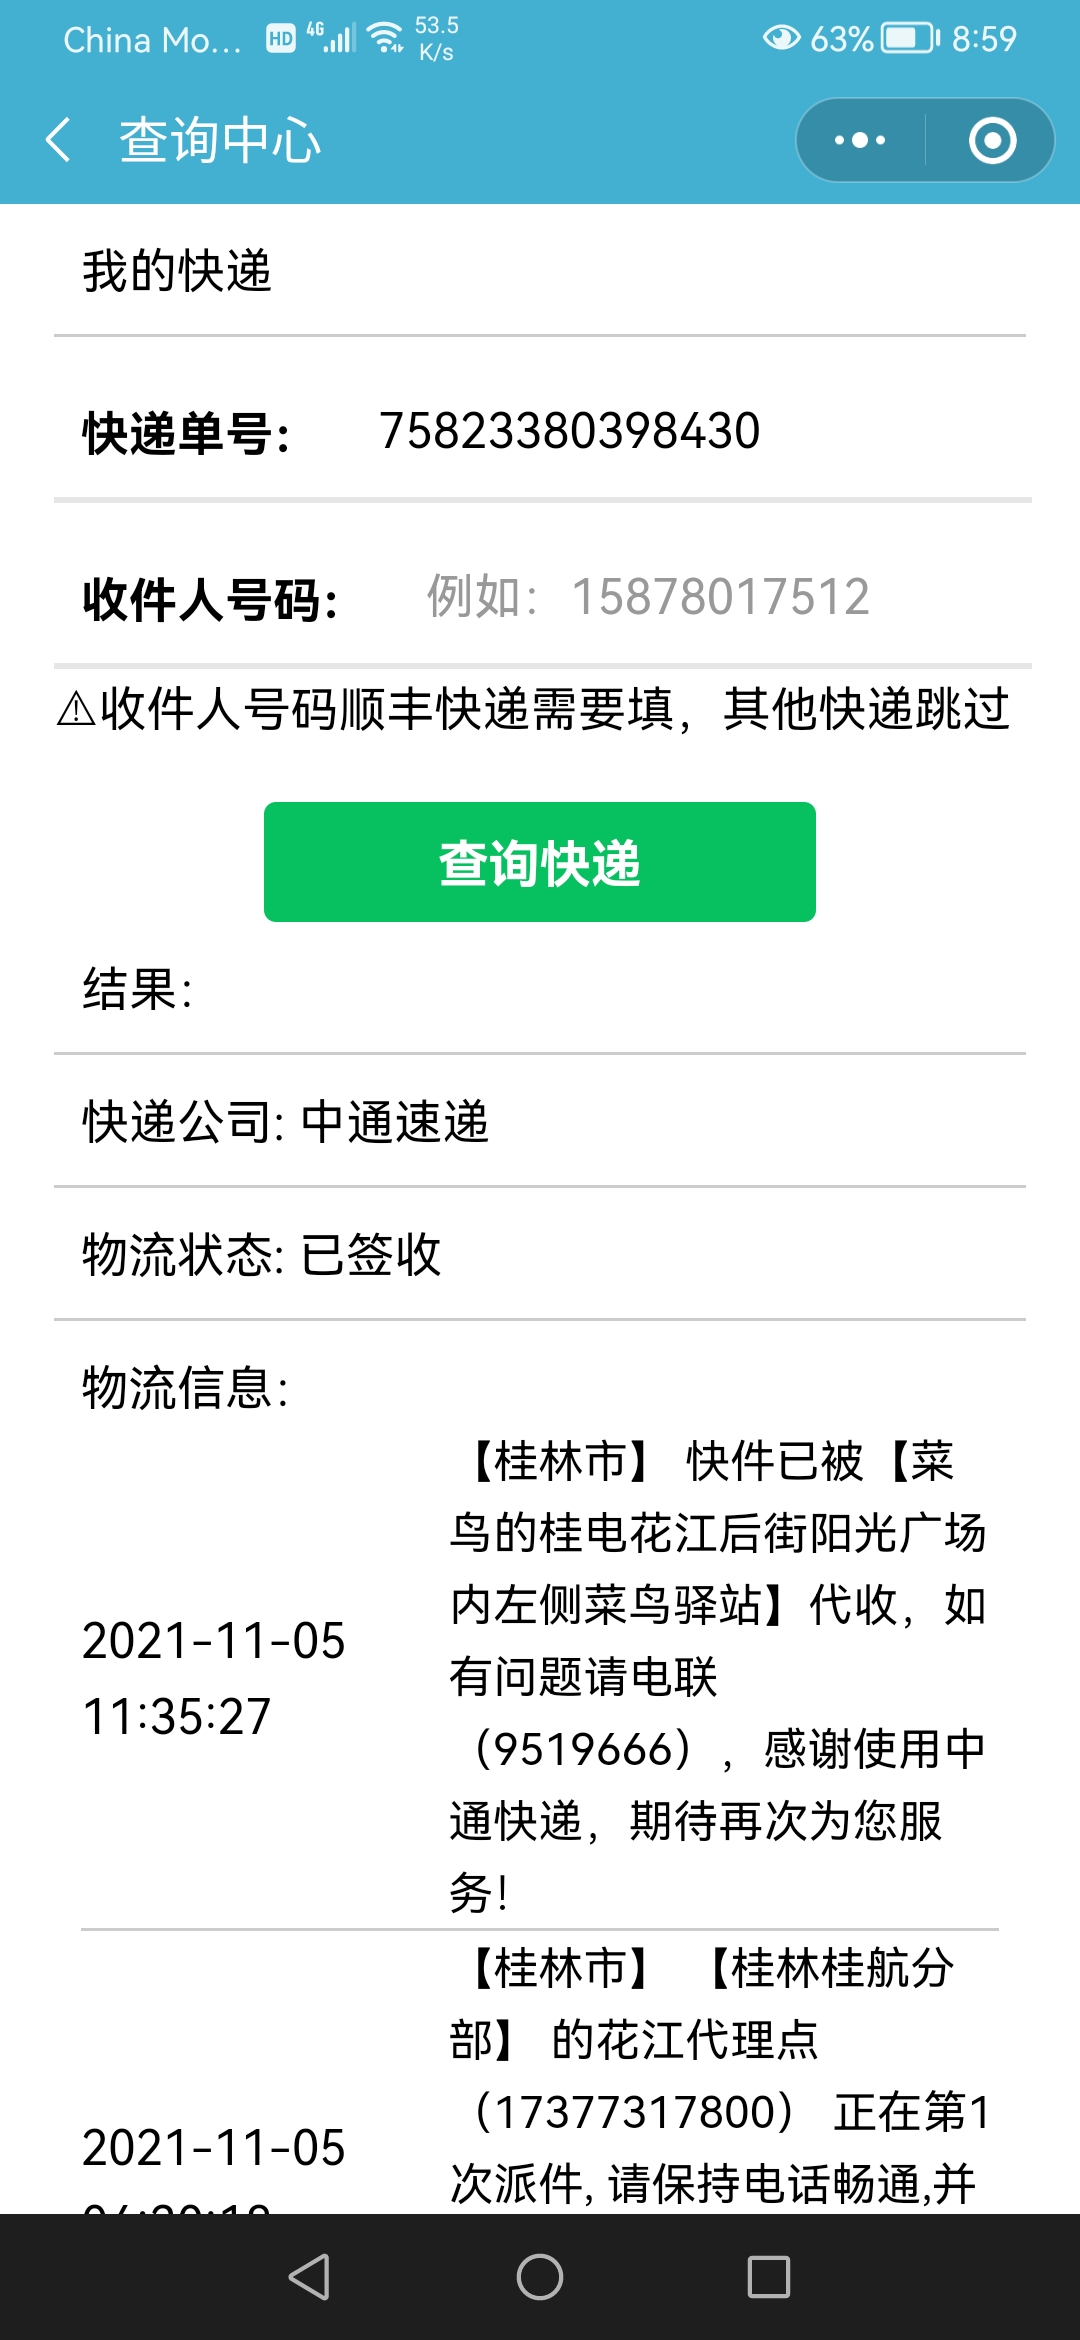 China Mo... HD 4G 53.5 K/s 63% 8:59
查询中心
我的快递
快递单号: 75823380398430
收件人号码: 例如: 15878017512
⚠收件人号码顺丰快递需要填，其他快递跳过
查询快递
结果:
快递公司: 中通速递
物流状态: 已签收
物流信息:
2021-11-05
11:35:27
【桂林市】 快件已被【菜
鸟的桂电花江后街阳光广场
内左侧菜鸟驿站】代收，如
有问题请电联
（9519666），感谢使用中
通快递，期待再次为您服
务！
2021-11-05
【桂林市】 【桂林桂航分
部】 的花江代理点
（17377317800） 正在第1
次派件, 请保持电话畅通,并